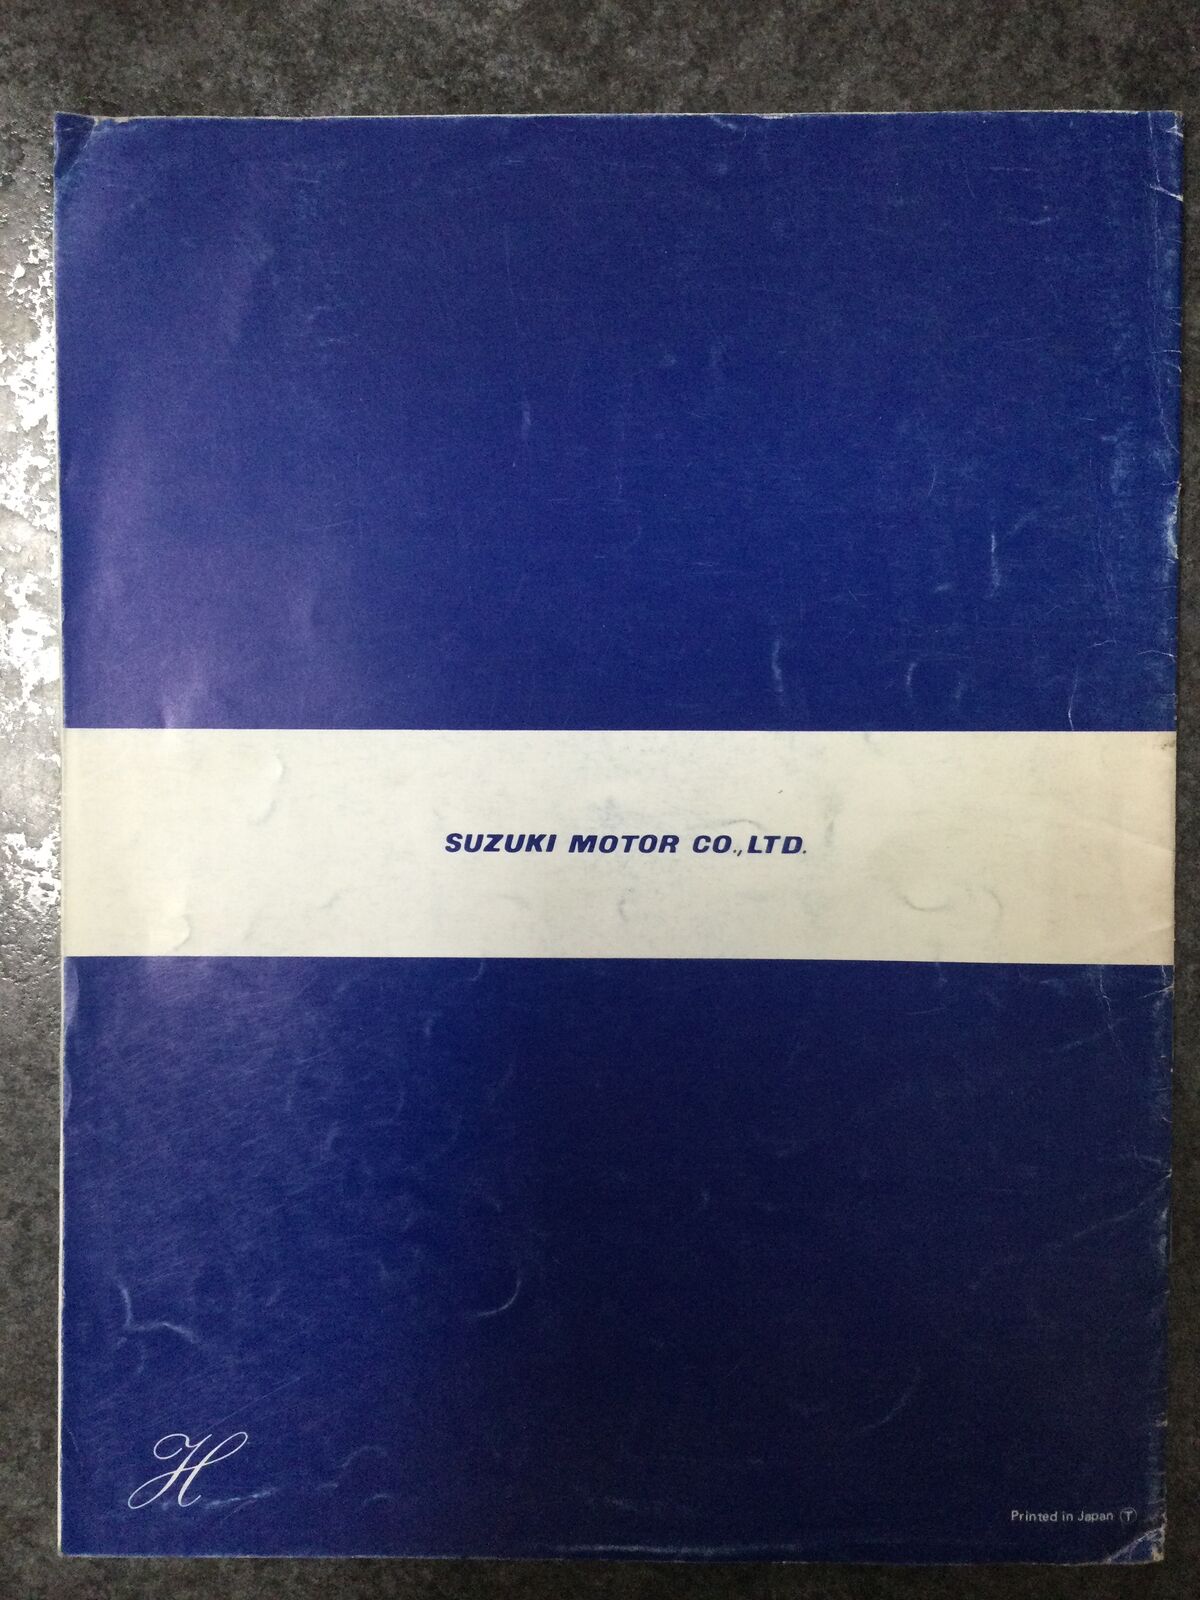 SUZUKI MOTOR CO.,LTD.
H
Printed in Japan Ⓣ